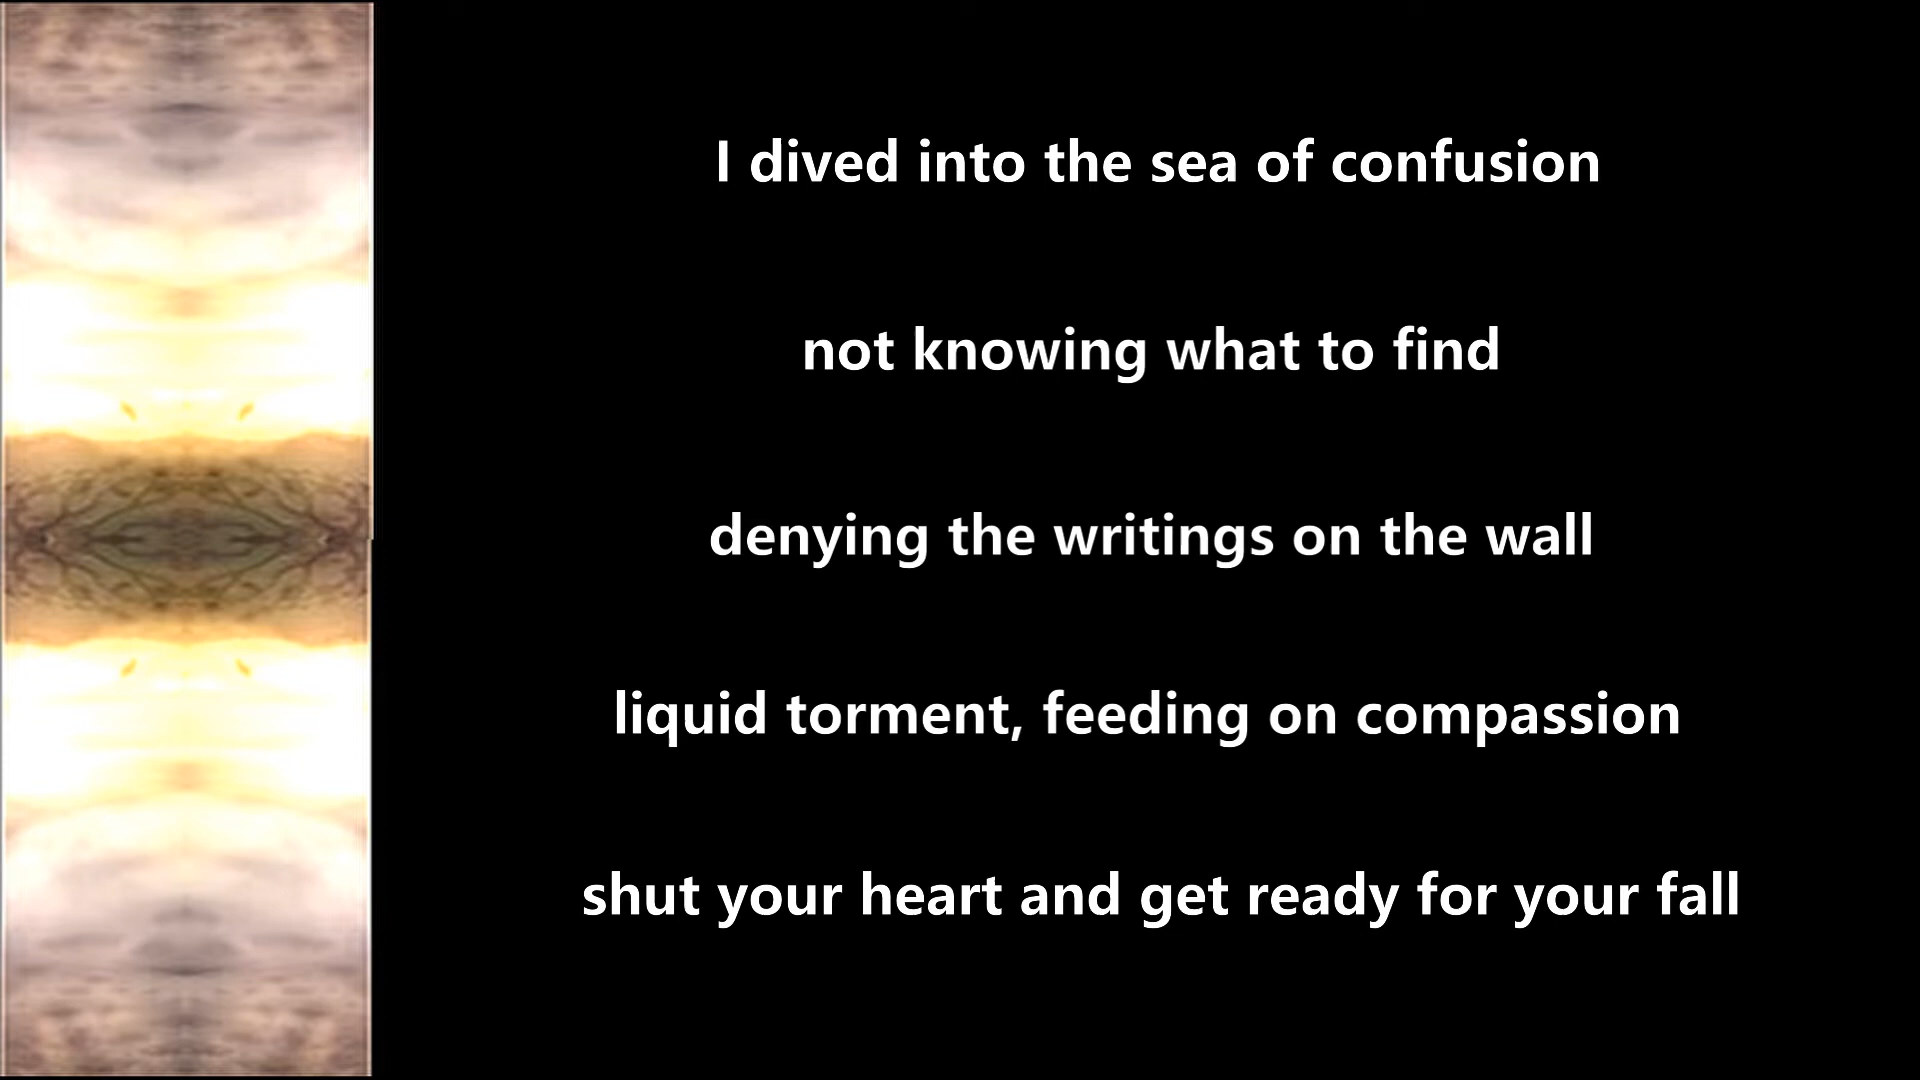 I dived into the sea of confusion
not knowing what to find
denying the writings on the wall
liquid torment, feeding on compassion
shut your heart and get ready for your fall